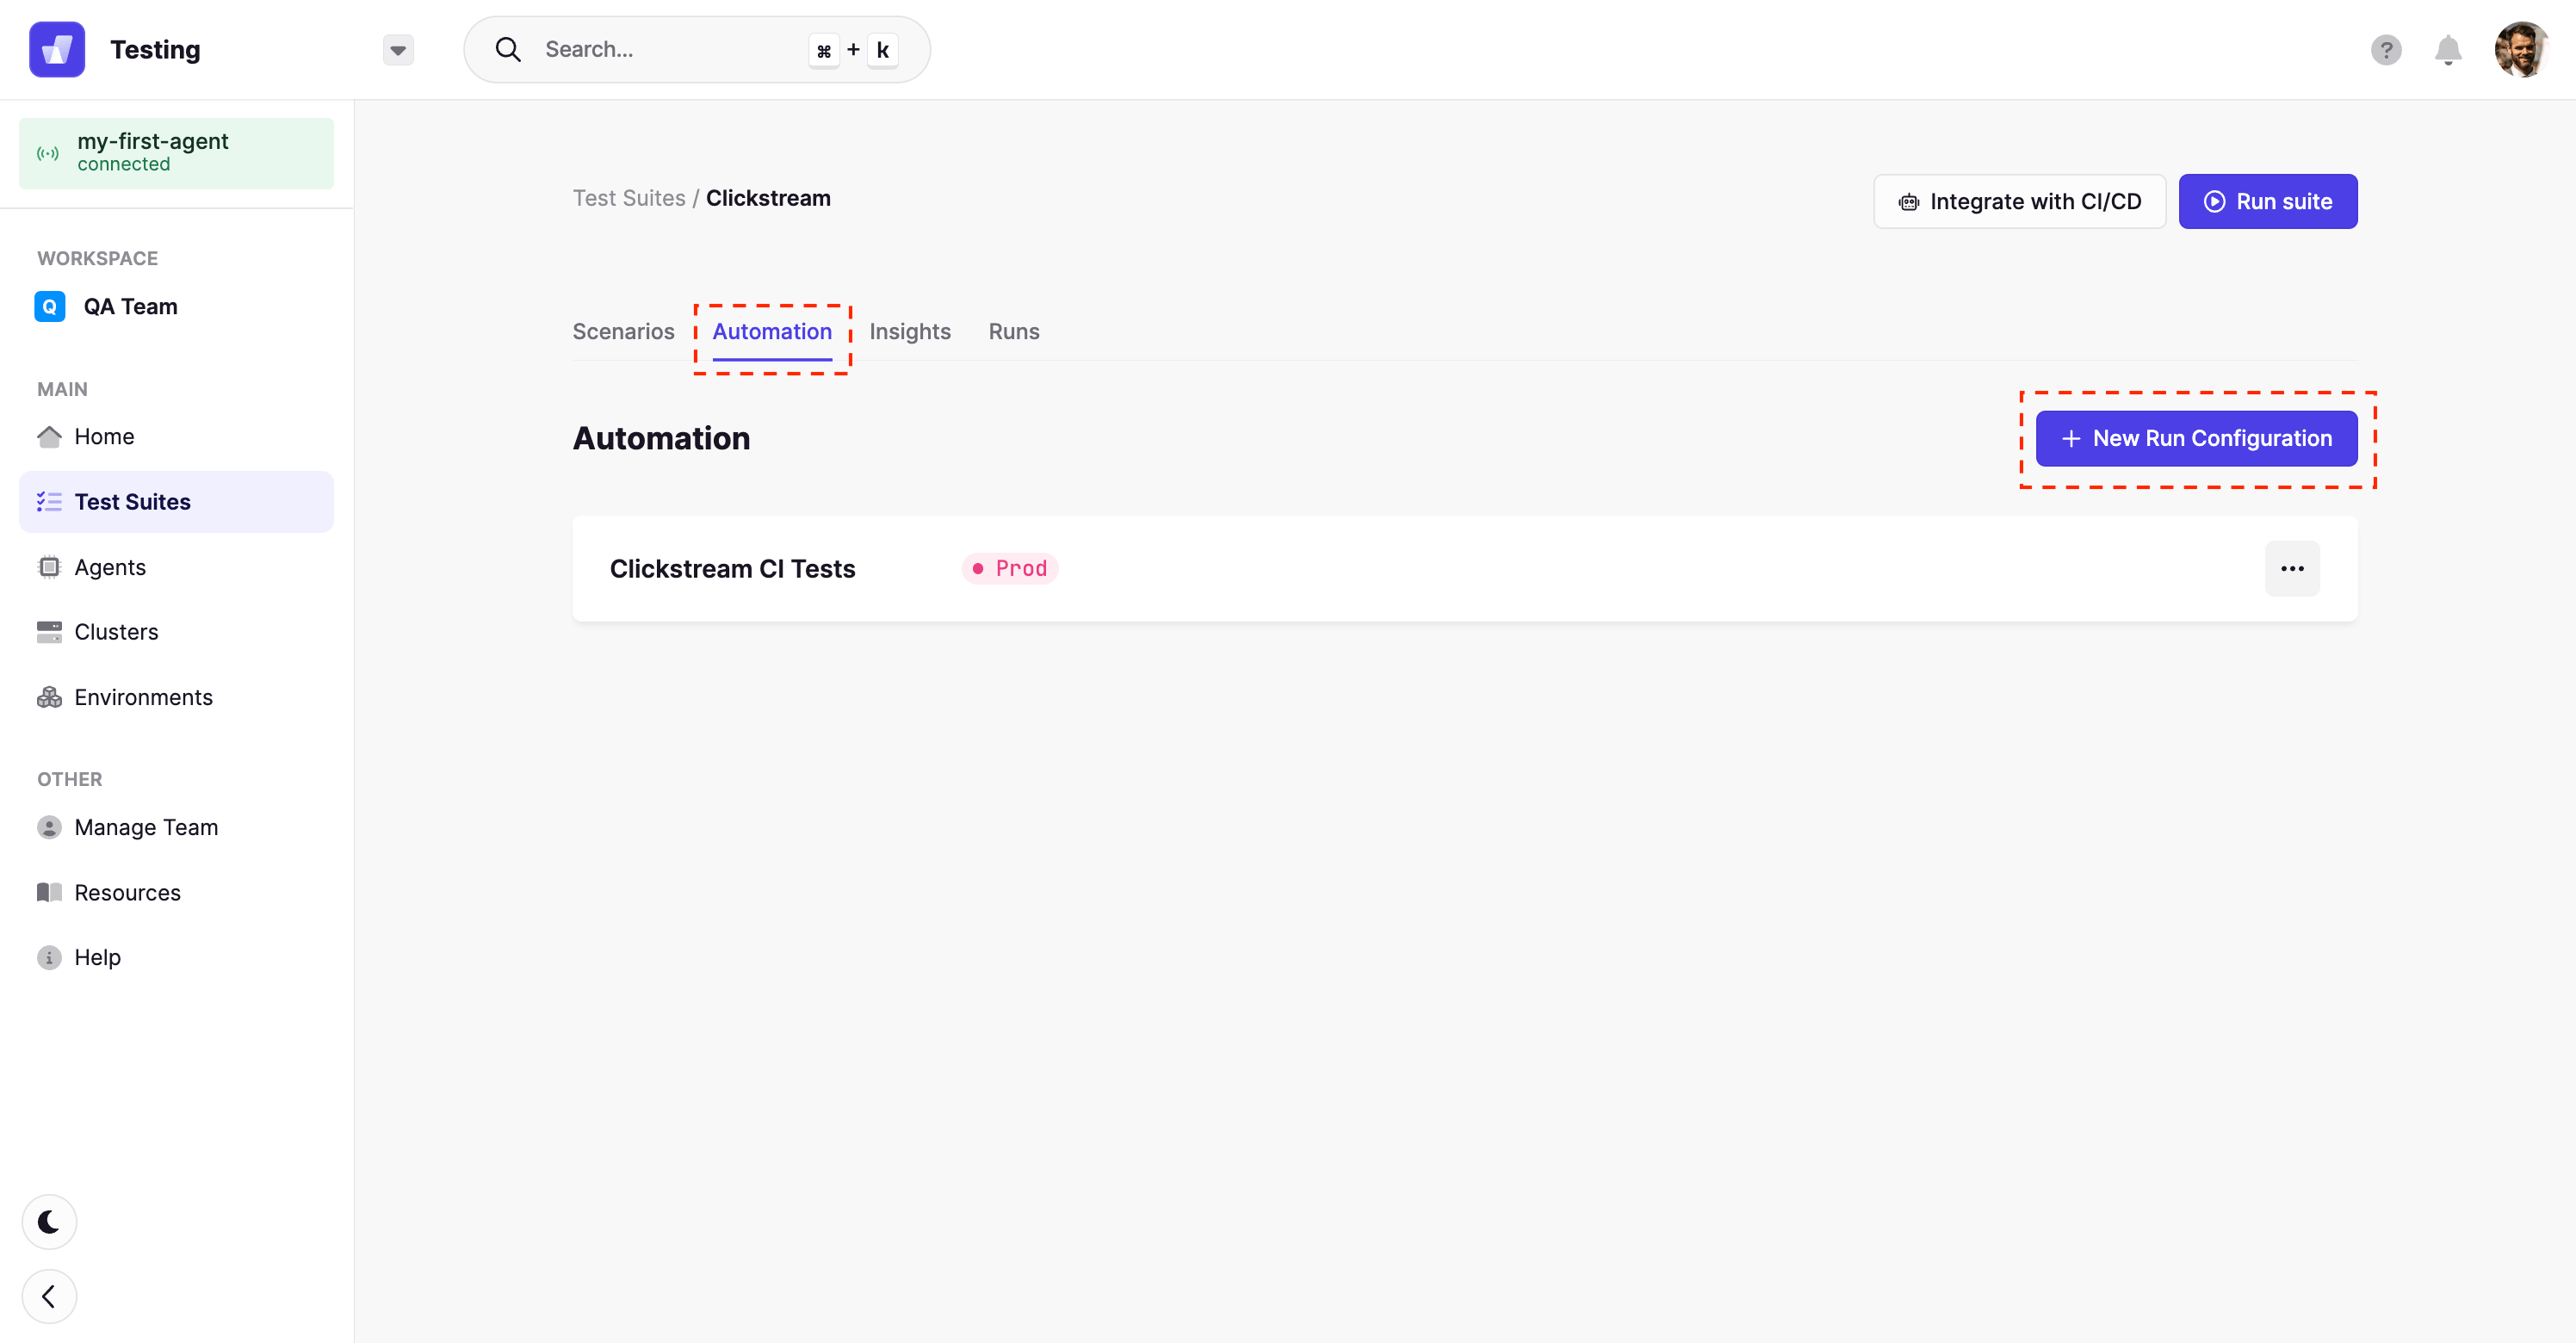 Testing
Search...
⌘ + k
my-first-agent
connected
Test Suites / Clickstream
Integrate with CI/CD
Run suite
WORKSPACE
Q QA Team
Scenarios Automation Insights Runs
MAIN
Home
Automation
+ New Run Configuration
Test Suites
Agents
Clickstream CI Tests
Prod
Clusters
Environments
OTHER
Manage Team
Resources
Help